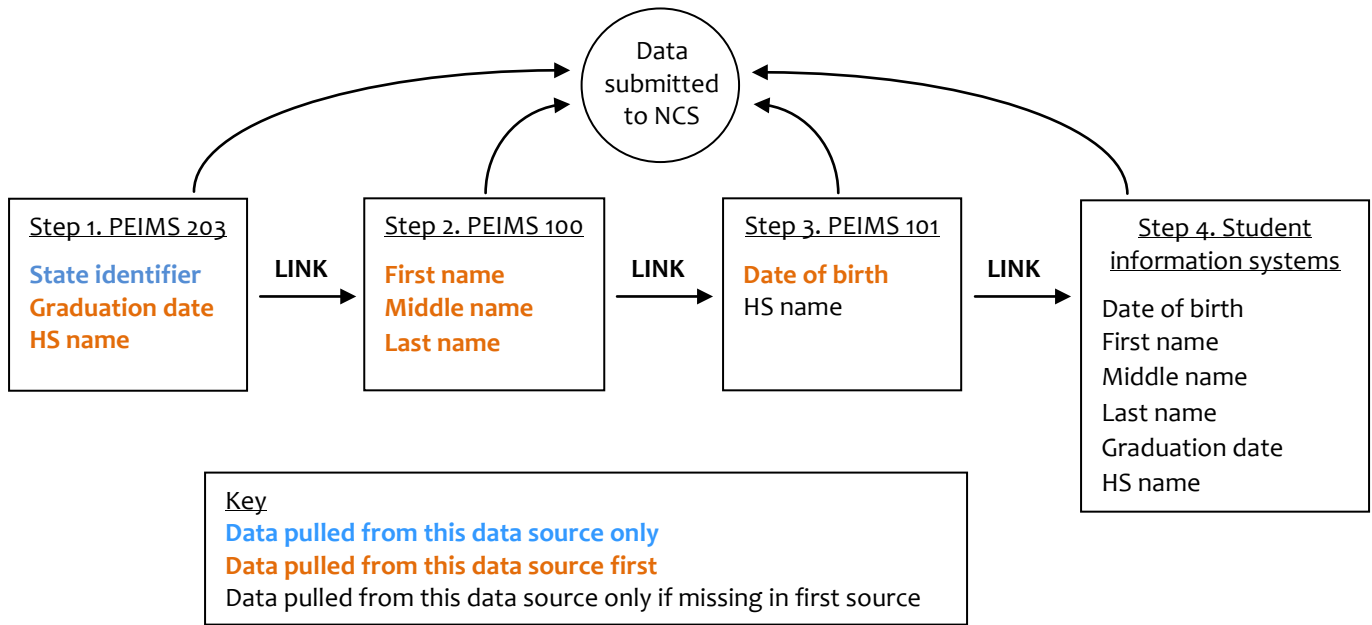 Data
submitted
to NCS
Step 1. PEIMS 203
State identifier
Graduation date
HS name
LINK
Step 2. PEIMS 100
First name
Middle name
Last name
LINK
Step 3. PEIMS 101
Date of birth
HS name
LINK
Step 4. Student
information systems
Date of birth
First name
Middle name
Last name
Graduation date
HS name
Key
Data pulled from this data source only
Data pulled from this data source first
Data pulled from this data source only if missing in first source